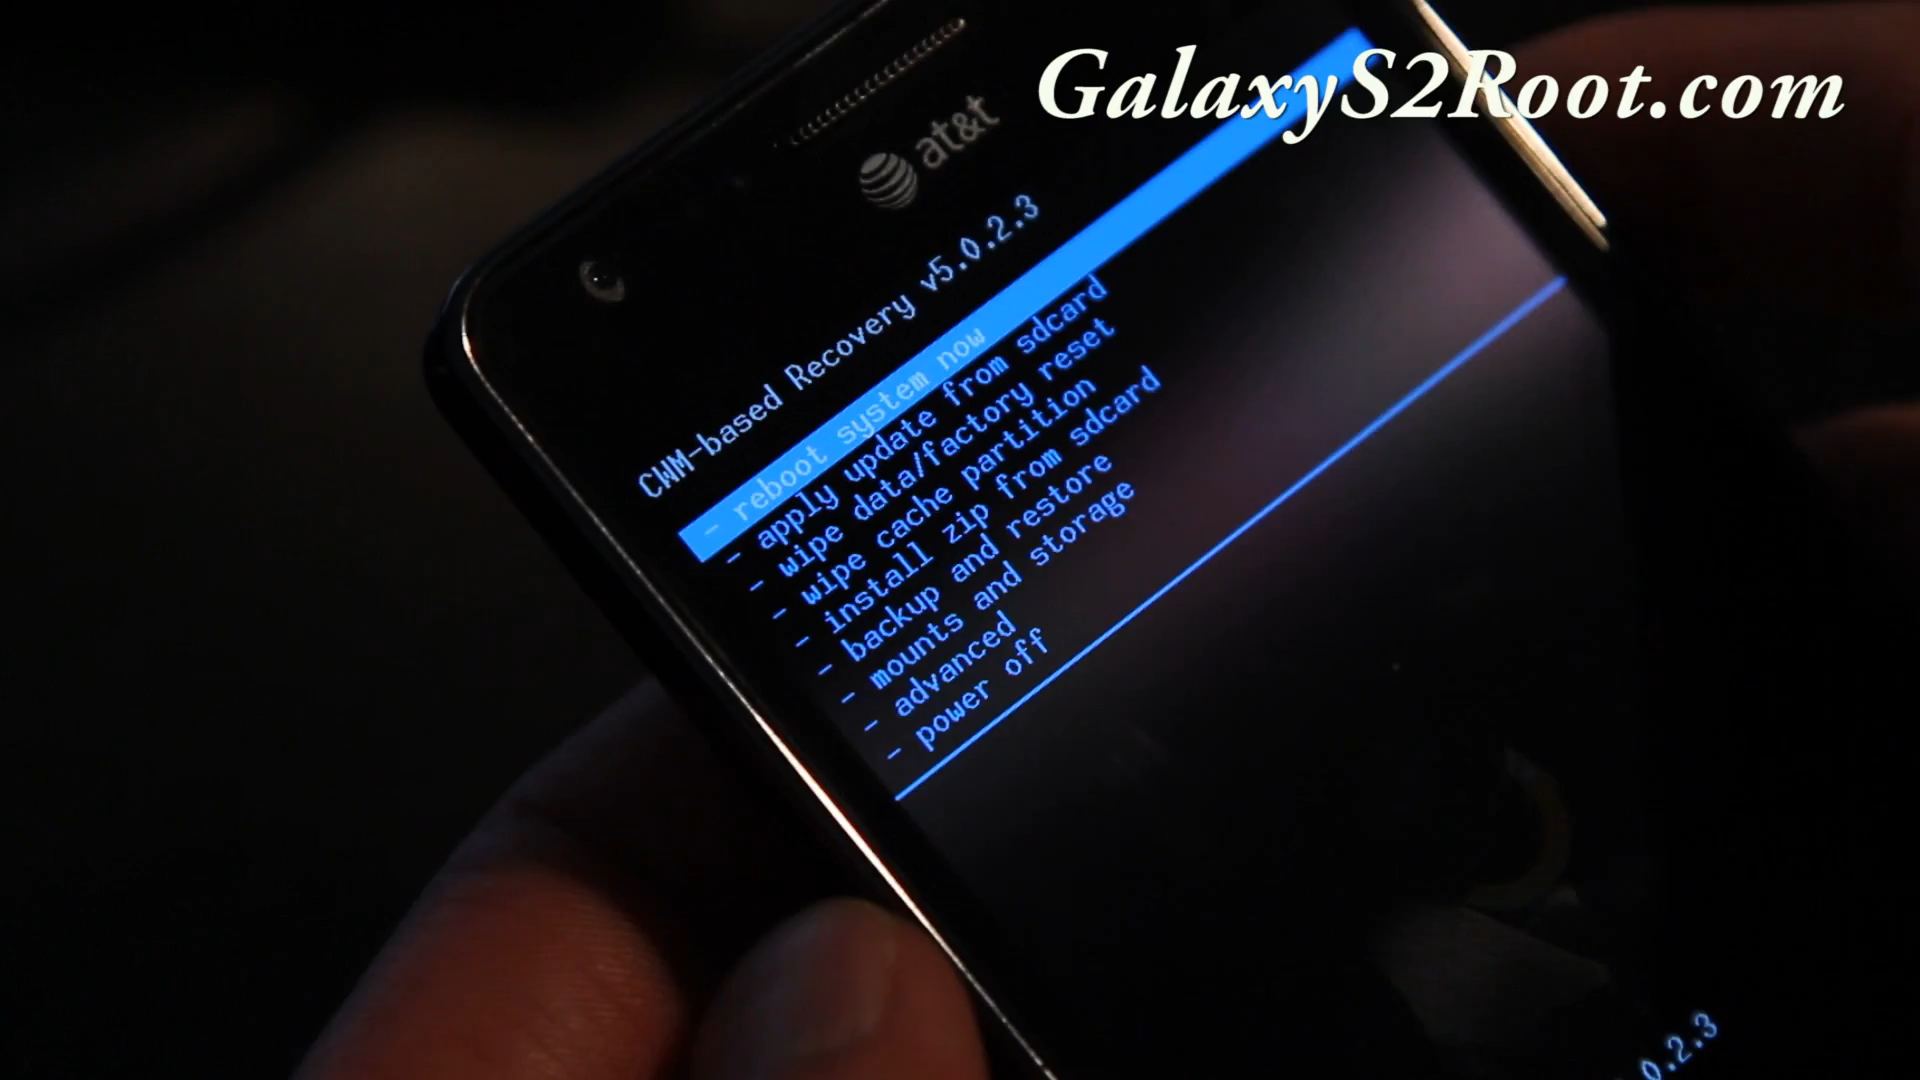 GalaxyS2Root.com
at&t
CWM-based Recovery v5.0.2.3
- reboot system now
- apply update from sdcard
- wipe data/factory reset
- wipe cache partition
- install zip from sdcard
- backup and restore
- mounts and storage
- advanced
- power off
0.2.3